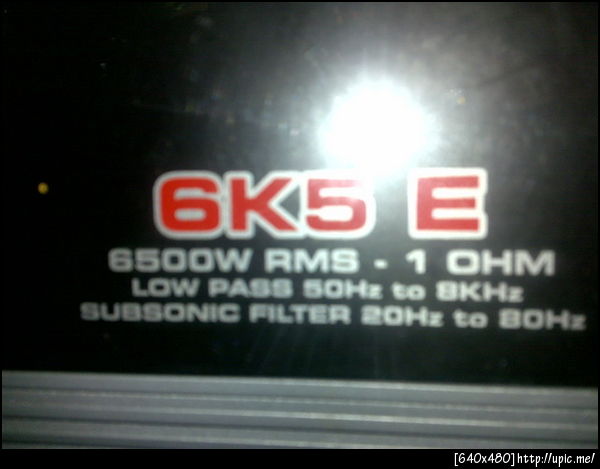 6K5 E
6500W RMS - 1 OHM
LOW PASS 50Hz to 8KHz
SUBSONIC FILTER 20Hz to 80Hz
[640x480]http://upic.me/